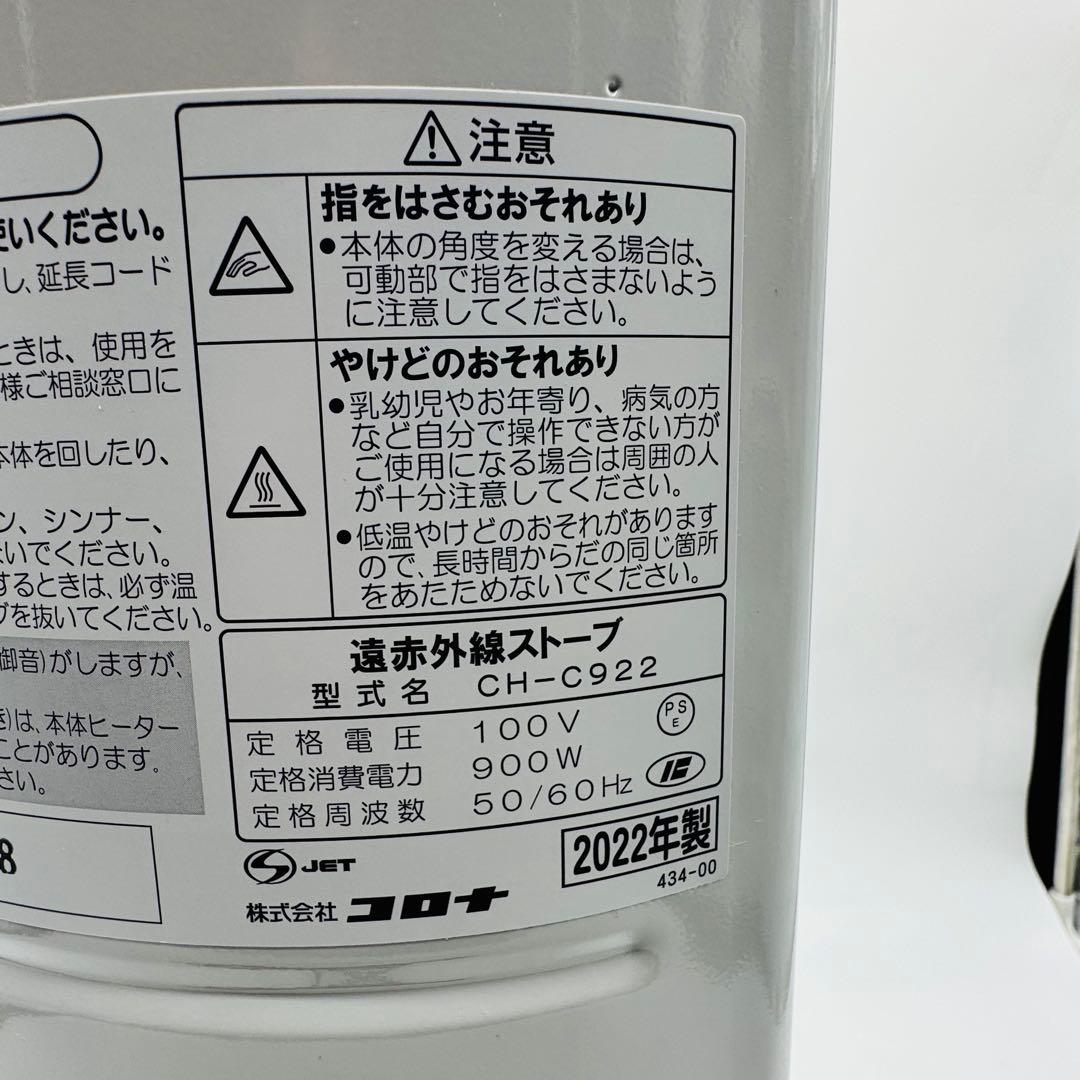 いください。
し、延長コード
ときは、使用を
様ご相談窓口に
体を回したり、
ン、シンナー、
いでください。
するときは、必ず温
を抜いてください。
御音)がしますが、
は、本体ヒーター
ことがあります。
さい。
8
注意
指をはさむおそれあり
●本体の角度を変える場合は、
可動部で指をはさまないよう
に注意してください。
やけどのおそれあり
●乳幼児やお年寄り、病気の方
など自分で操作できない方が
ご使用になる場合は周囲の人
が十分注意してください。
●低温やけどのおそれがあります
ので、長時間からだの同じ箇所
をあたためないでください。
遠赤外線ストーブ
型式名 CH-C922
定格電圧 100V
PS
E
定格消費電力 900W
定格周波数 50/60Hz
S JET
2022年製
434-00
株式会社 コロナ